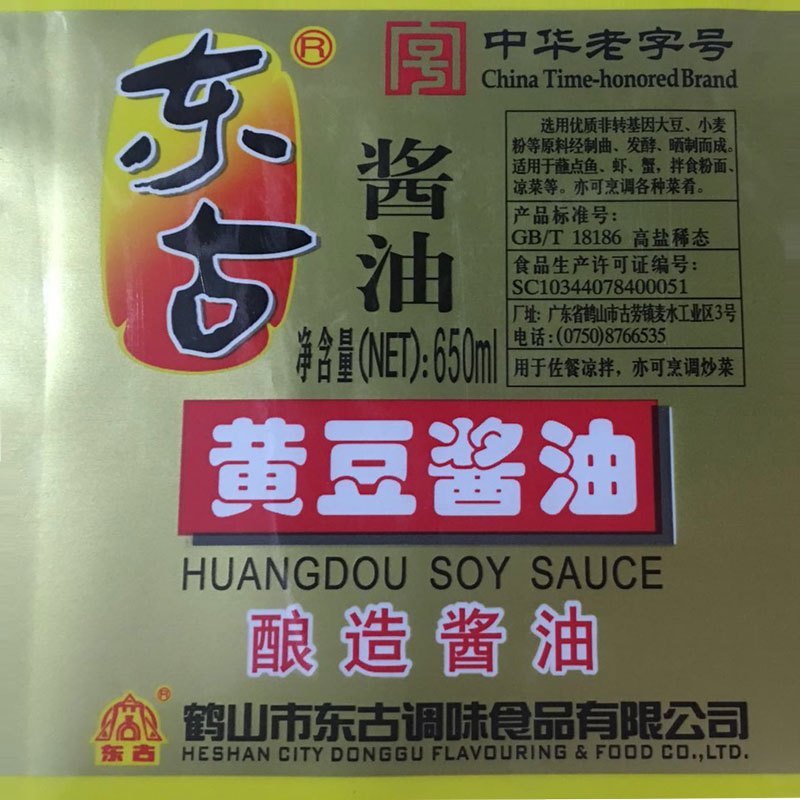 东古®
酱油
中华老字号
China Time-honored Brand
选用优质非转基因大豆、小麦
粉等原料经制曲、发酵、晒制而成。
适用于蘸点鱼、虾、蟹，拌食粉面、
凉菜等。亦可烹调各种菜肴。
产品标准号：
GB/T 18186 高盐稀态
食品生产许可证编号：
SC10344078400051
厂址：广东省鹤山市古劳镇麦水工业区3号
电话：(0750)8766535
用于佐餐凉拌，亦可烹调炒菜
净含量(NET)：650ml
黄豆酱油
HUANGDOU SOY SAUCE
酿造酱油
东古®
鹤山市东古调味食品有限公司
HESHAN CITY DONGGU FLAVOURING & FOOD CO.,LTD.